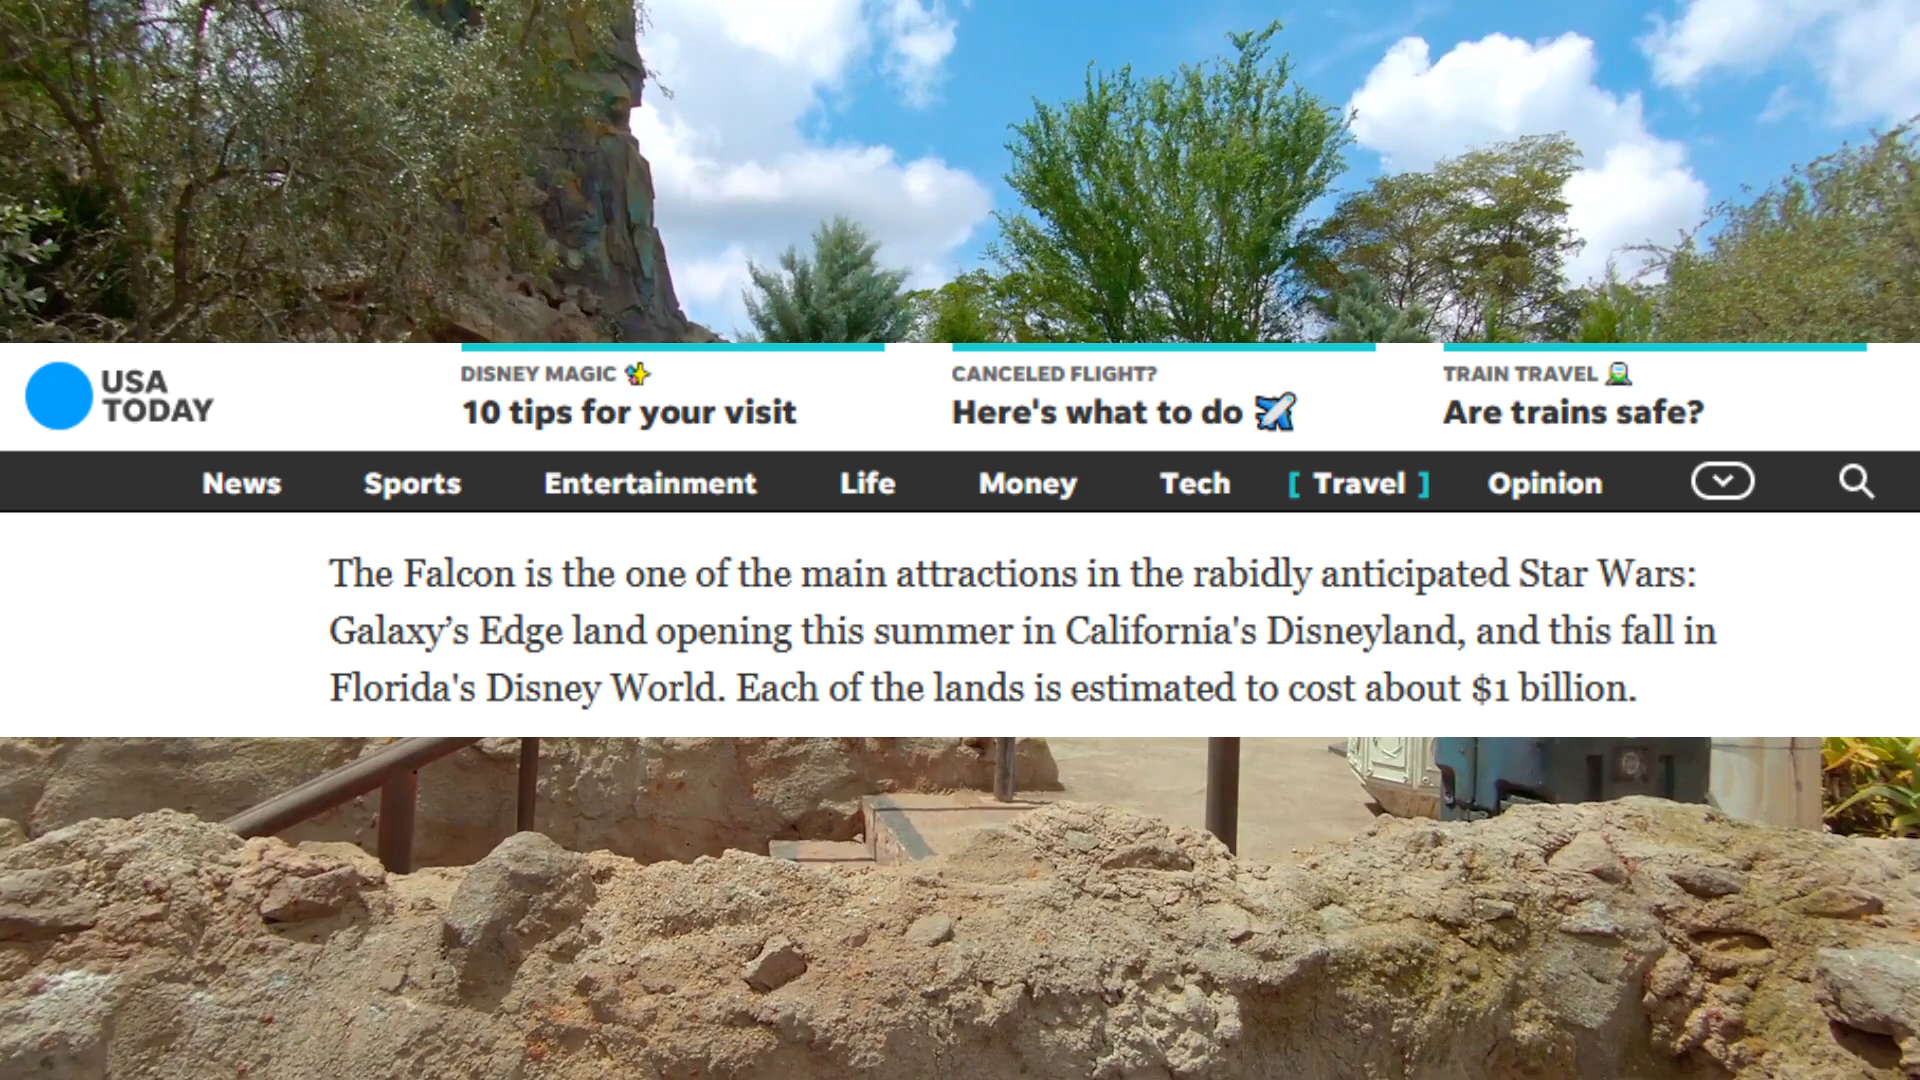 USA
TODAY
DISNEY MAGIC ✨
10 tips for your visit
CANCELED FLIGHT?
Here's what to do ✈️
TRAIN TRAVEL 🚉
Are trains safe?
News Sports Entertainment Life Money Tech [ Travel ] Opinion
The Falcon is the one of the main attractions in the rabidly anticipated Star Wars:
Galaxy’s Edge land opening this summer in California's Disneyland, and this fall in
Florida's Disney World. Each of the lands is estimated to cost about $1 billion.